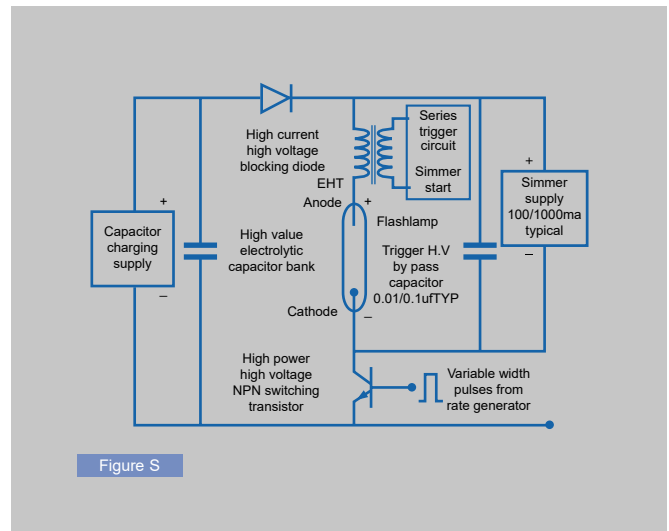 High current
high voltage
blocking diode
Series
trigger
circuit
Simmer
start
EHT
Anode
+
Flashlamp
+
Simmer
supply
100/1000ma
typical
–
+
Capacitor
charging
supply
–
High value
electrolytic
capacitor bank
Trigger H.V
by pass
capacitor
0.01/0.1ufTYP
Cathode
–
High power
high voltage
NPN switching
transistor
Variable width
pulses from
rate generator
Figure S